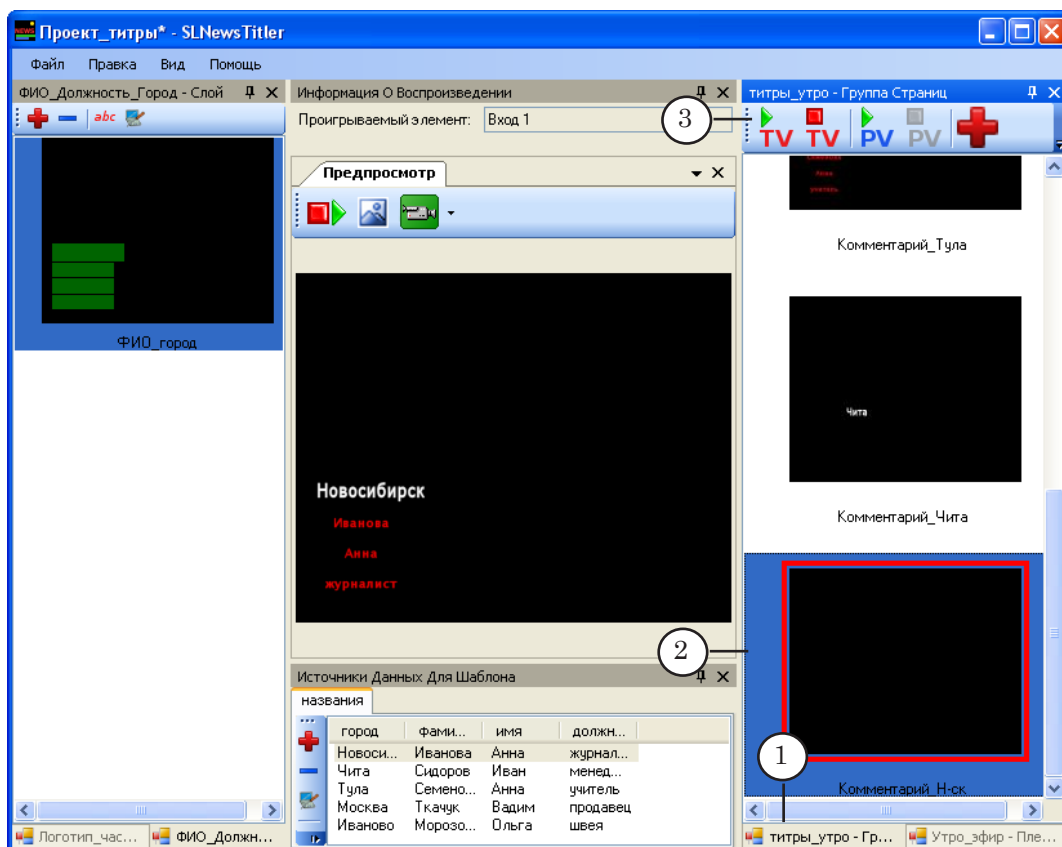 NEWS
Проект_титры* - SLNewsTitler
Файл Правка Вид Помощь
ФИО_Должность_Город - Слой
abc
ФИО_город
Информация О Воспроизведении
Проигрываемый элемент: Вход 1
Предпросмотр
Новосибирск
Иванова
Анна
журналист
Источники Данных Для Шаблона
названия
город фами... имя должн...
Новоси... Иванова Анна журнал...
Чита Сидоров Иван менед...
Тула Семено... Анна учитель
Москва Ткачук Вадим продавец
Иваново Морозо... Ольга швея
титры_утро - Группа Страниц
3
TV TV PV PV
Анна
учитель
Комментарий_Тула
Чита
Комментарий_Чита
2
1
Комментарий_Н-ск
Логотип_час... ФИО_Должн...
титры_утро - Гр... Утро_эфир - Пле...